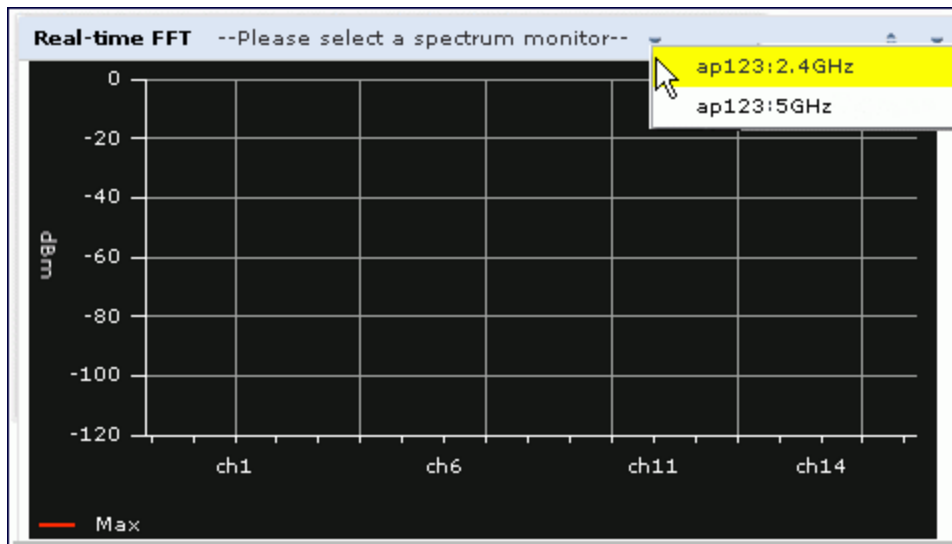 Real-time FFT --Please select a spectrum monitor--
ap123:2.4GHz
ap123:5GHz
0
-20
-40
-60
-80
-100
-120
dBm
ch1 ch6 ch11 ch14
Max